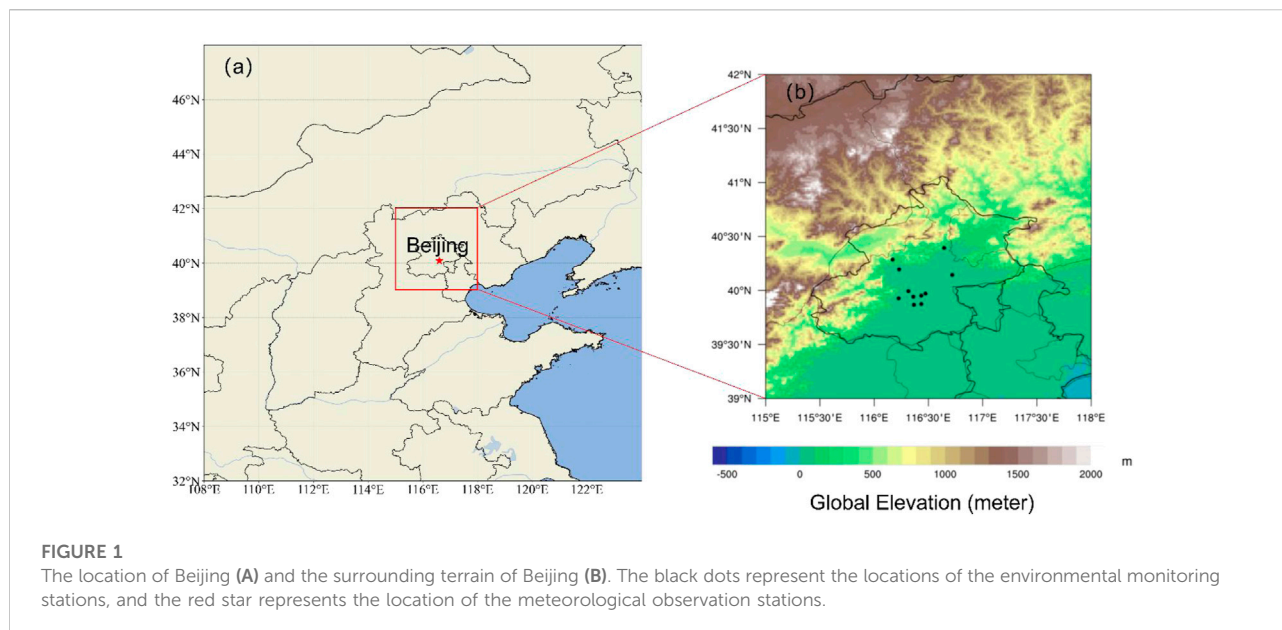 (a)
46°N
44°N
42°N
40°N
38°N
36°N
34°N
32°N
108°E 110°E 112°E 114°E 116°E 118°E 120°E 122°E
Beijing
(b)
42°N
41°30'N
41°N
40°30'N
40°N
39°30'N
39°N
115°E 115°30'E 116°E 116°30'E 117°E 117°30'E 118°E
-500 0 500 1000 1500 2000 m
Global Elevation (meter)
FIGURE 1
The location of Beijing (A) and the surrounding terrain of Beijing (B). The black dots represent the locations of the environmental monitoring
stations, and the red star represents the location of the meteorological observation stations.